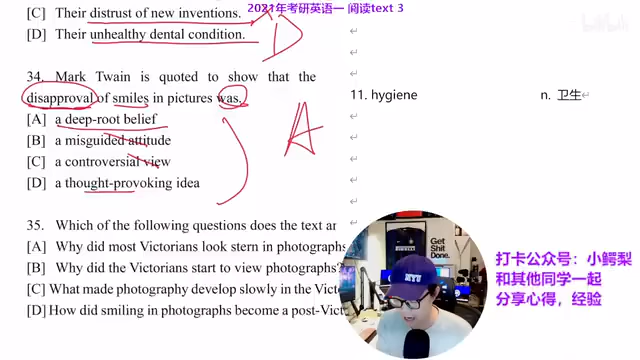 2021年考研英语一 阅读text 3
[C] Their distrust of new inventions.
[D] Their unhealthy dental condition.
D
34. Mark Twain is quoted to show that the
disapproval of smiles in pictures was
[A] a deep-root belief
[B] a misguided attitude
[C] a controversial view
[D] a thought-provoking idea
A
35. Which of the following questions does the text an
[A] Why did most Victorians look stern in photographs
[B] Why did the Victorians start to view photographs?
[C] What made photography develop slowly in the Victo
[D] How did smiling in photographs become a post-Vict
11. hygiene n. 卫生
Get
Shit
Done.
NYU
打卡公众号：小鳄梨
和其他同学一起
分享心得，经验
bilibili